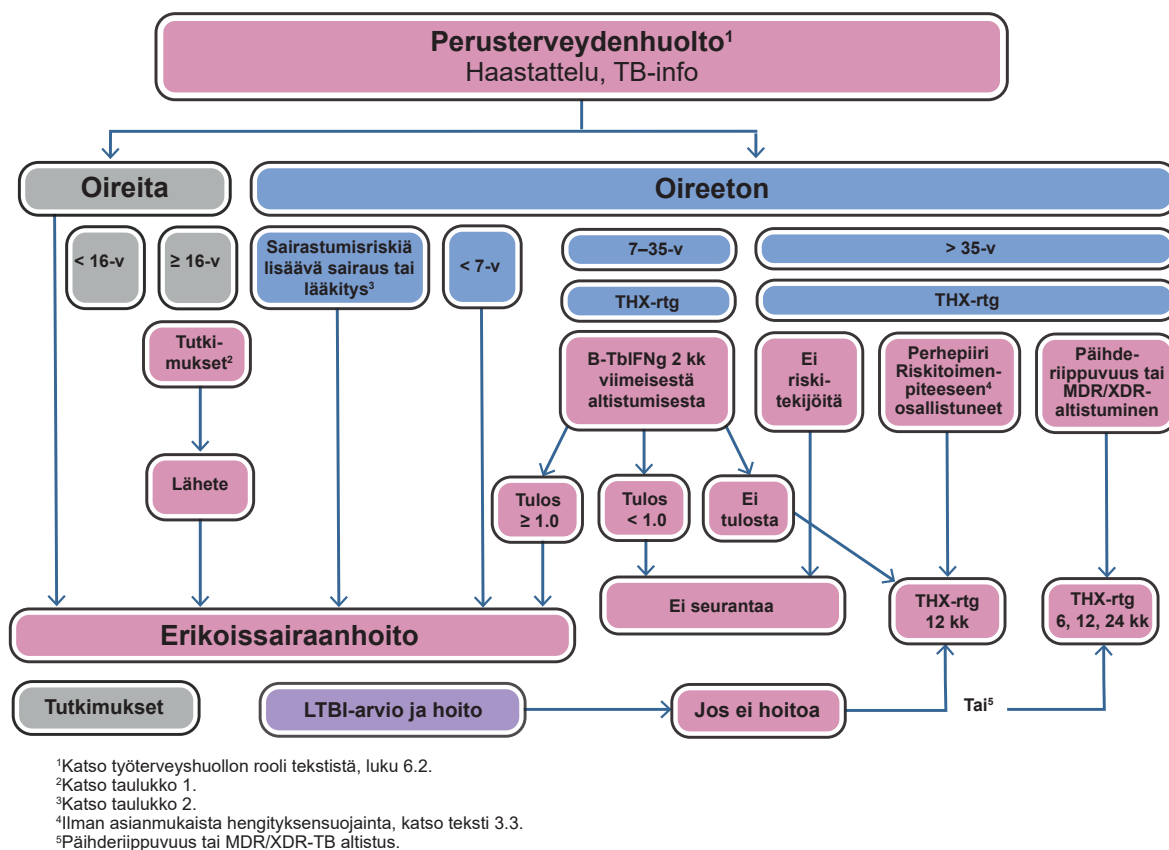 Perusterveydenhuolto¹
Haastattelu, TB-info
Oireita
Oireeton
< 16-v
≥ 16-v
Sairastumisriskiä
lisäävä sairaus tai
lääkitys³
< 7-v
7–35-v
> 35-v
THX-rtg
THX-rtg
Tutki-
mukset²
B-TbIFNg 2 kk
viimeisestä
altistumisesta
Ei
riski-
tekijöitä
Perhepiiri
Riskitoimen-
piteeseen⁴
osallistuneet
Päihde-
riippuvuus tai
MDR/XDR-
altistuminen
Lähete
Tulos
≥ 1.0
Tulos
< 1.0
Ei
tulosta
Erikoissairaanhoito
Ei seurantaa
THX-rtg
12 kk
THX-rtg
6, 12, 24 kk
Tutkimukset
LTBI-arvio ja hoito
Jos ei hoitoa
Tai⁵
¹Katso työterveyshuollon rooli tekstistä, luku 6.2.
²Katso taulukko 1.
³Katso taulukko 2.
⁴Ilman asianmukaista hengityksensuojainta, katso teksti 3.3.
⁵Päihderiippuvuus tai MDR/XDR-TB altistus.